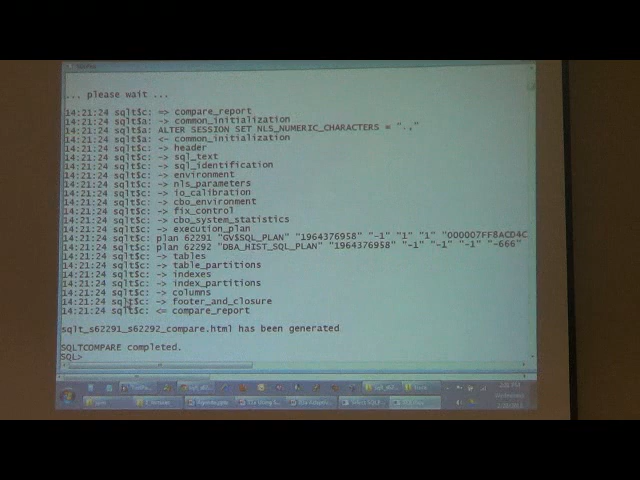 ... please wait ...
14:21:24 sqlt$c: => compare_report
14:21:24 sqlt$a: -> common_initialization
14:21:24 sqlt$a: ALTER SESSION SET NLS_NUMERIC_CHARACTERS = ".,"
14:21:24 sqlt$a: <- common_initialization
14:21:24 sqlt$c: -> header
14:21:24 sqlt$c: -> sql_text
14:21:24 sqlt$c: -> sql_identification
14:21:24 sqlt$c: -> environment
14:21:24 sqlt$c: -> nls_parameters
14:21:24 sqlt$c: -> io_calibration
14:21:24 sqlt$c: -> cbo_environment
14:21:24 sqlt$c: -> fix_control
14:21:24 sqlt$c: -> cbo_system_statistics
14:21:24 sqlt$c: -> execution_plan
14:21:24 sqlt$c: plan 62291 "GV$SQL_PLAN" "1964376958" "-1" "1" "1" "000007FF8ACD4C
14:21:24 sqlt$c: plan 62292 "DBA_HIST_SQL_PLAN" "1964376958" "-1" "-1" "-1" "-666"
14:21:24 sqlt$c: -> tables
14:21:24 sqlt$c: -> table_partitions
14:21:24 sqlt$c: -> indexes
14:21:24 sqlt$c: -> index_partitions
14:21:24 sqlt$c: -> columns
14:21:24 sqlt$c: -> footer_and_closure
14:21:24 sqlt$c: <= compare_report
sqlt_s62291_s62292_compare.html has been generated
SQLTCOMPARE completed.
SQL>